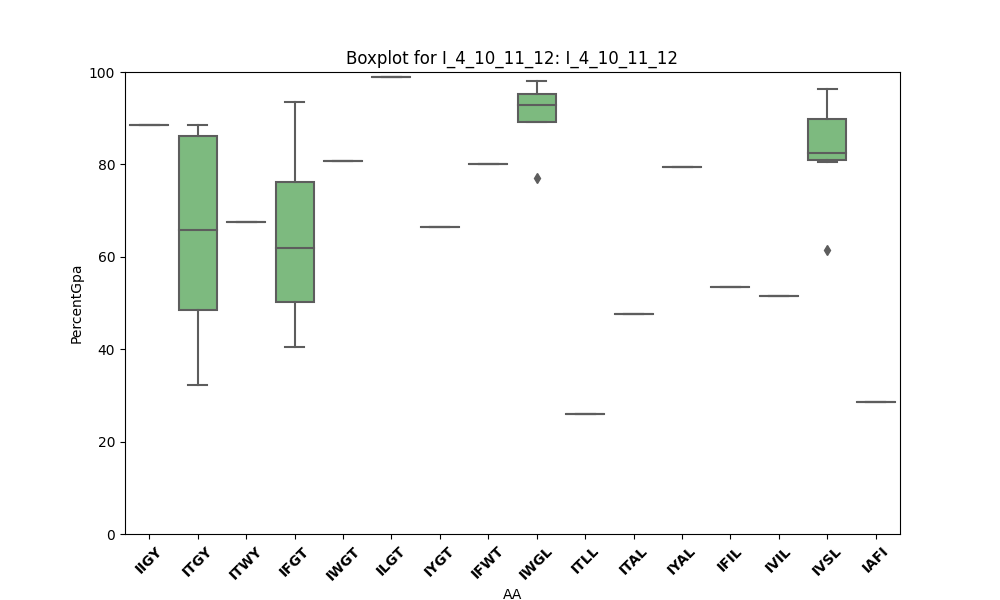 Boxplot for I_4_10_11_12: I_4_10_11_12
100
80
60
40
20
0
PercentGpa
IIGY ITGY ITWY IFGT IWGT ILGT IYGT IFWT IWGL ITLL ITAL IYAL IFIL IVIL IVSL IAFI
AA